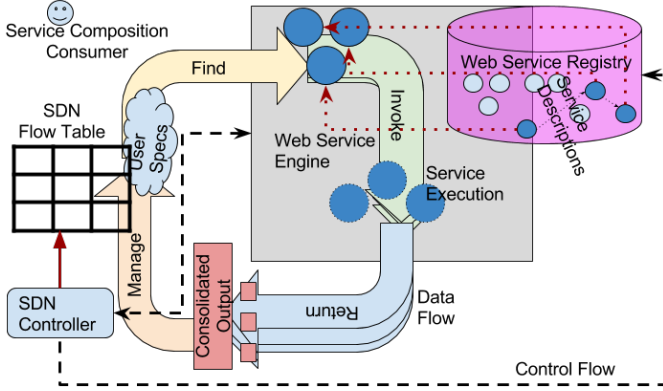 Service Composition
Consumer
Find
Web Service Registry
Service
Descriptions
SDN
Flow Table
User
Specs
Invoke
Web Service
Engine
Service
Execution
Manage
Consolidated
Output
Return
Data
Flow
SDN
Controller
Control Flow